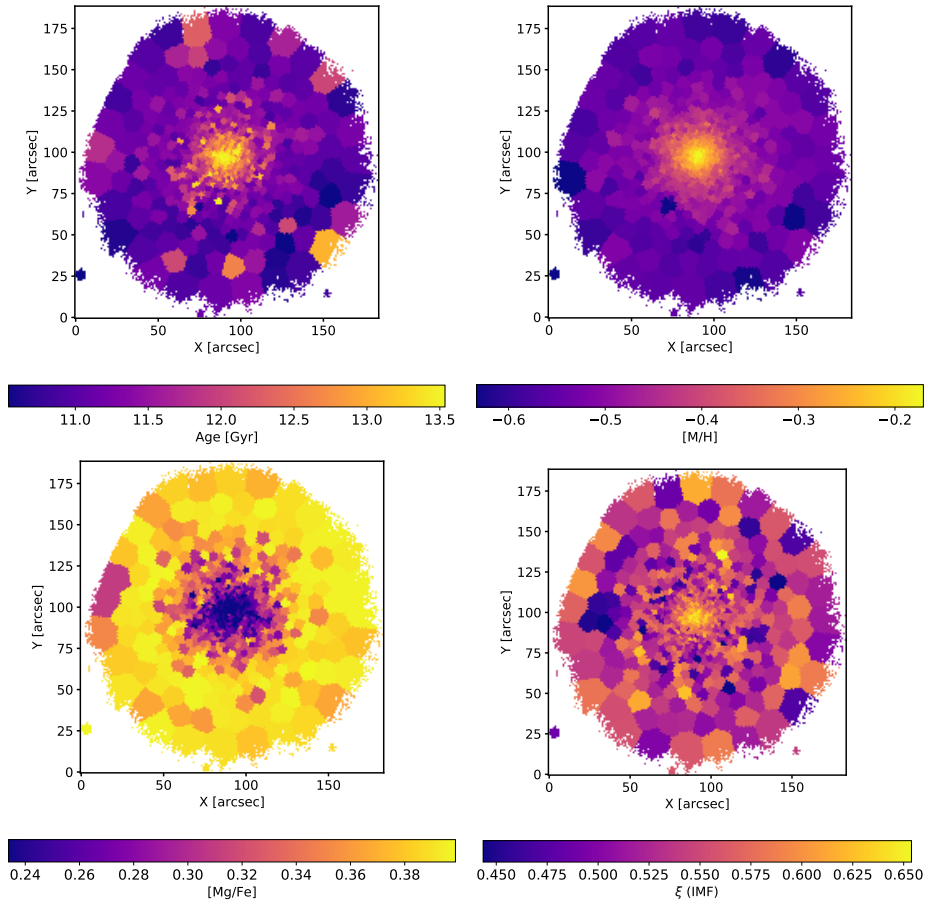 175
150
125
100
75
50
25
0
Y [arcsec]
0 50 100 150
X [arcsec]
11.0 11.5 12.0 12.5 13.0 13.5
Age [Gyr]
175
150
125
100
75
50
25
0
Y [arcsec]
0 50 100 150
X [arcsec]
−0.6 −0.5 −0.4 −0.3 −0.2
[M/H]
175
150
125
100
75
50
25
0
Y [arcsec]
0 50 100 150
X [arcsec]
0.24 0.26 0.28 0.30 0.32 0.34 0.36 0.38
[Mg/Fe]
175
150
125
100
75
50
25
0
Y [arcsec]
0 50 100 150
X [arcsec]
0.450 0.475 0.500 0.525 0.550 0.575 0.600 0.625 0.650
ξ (IMF)